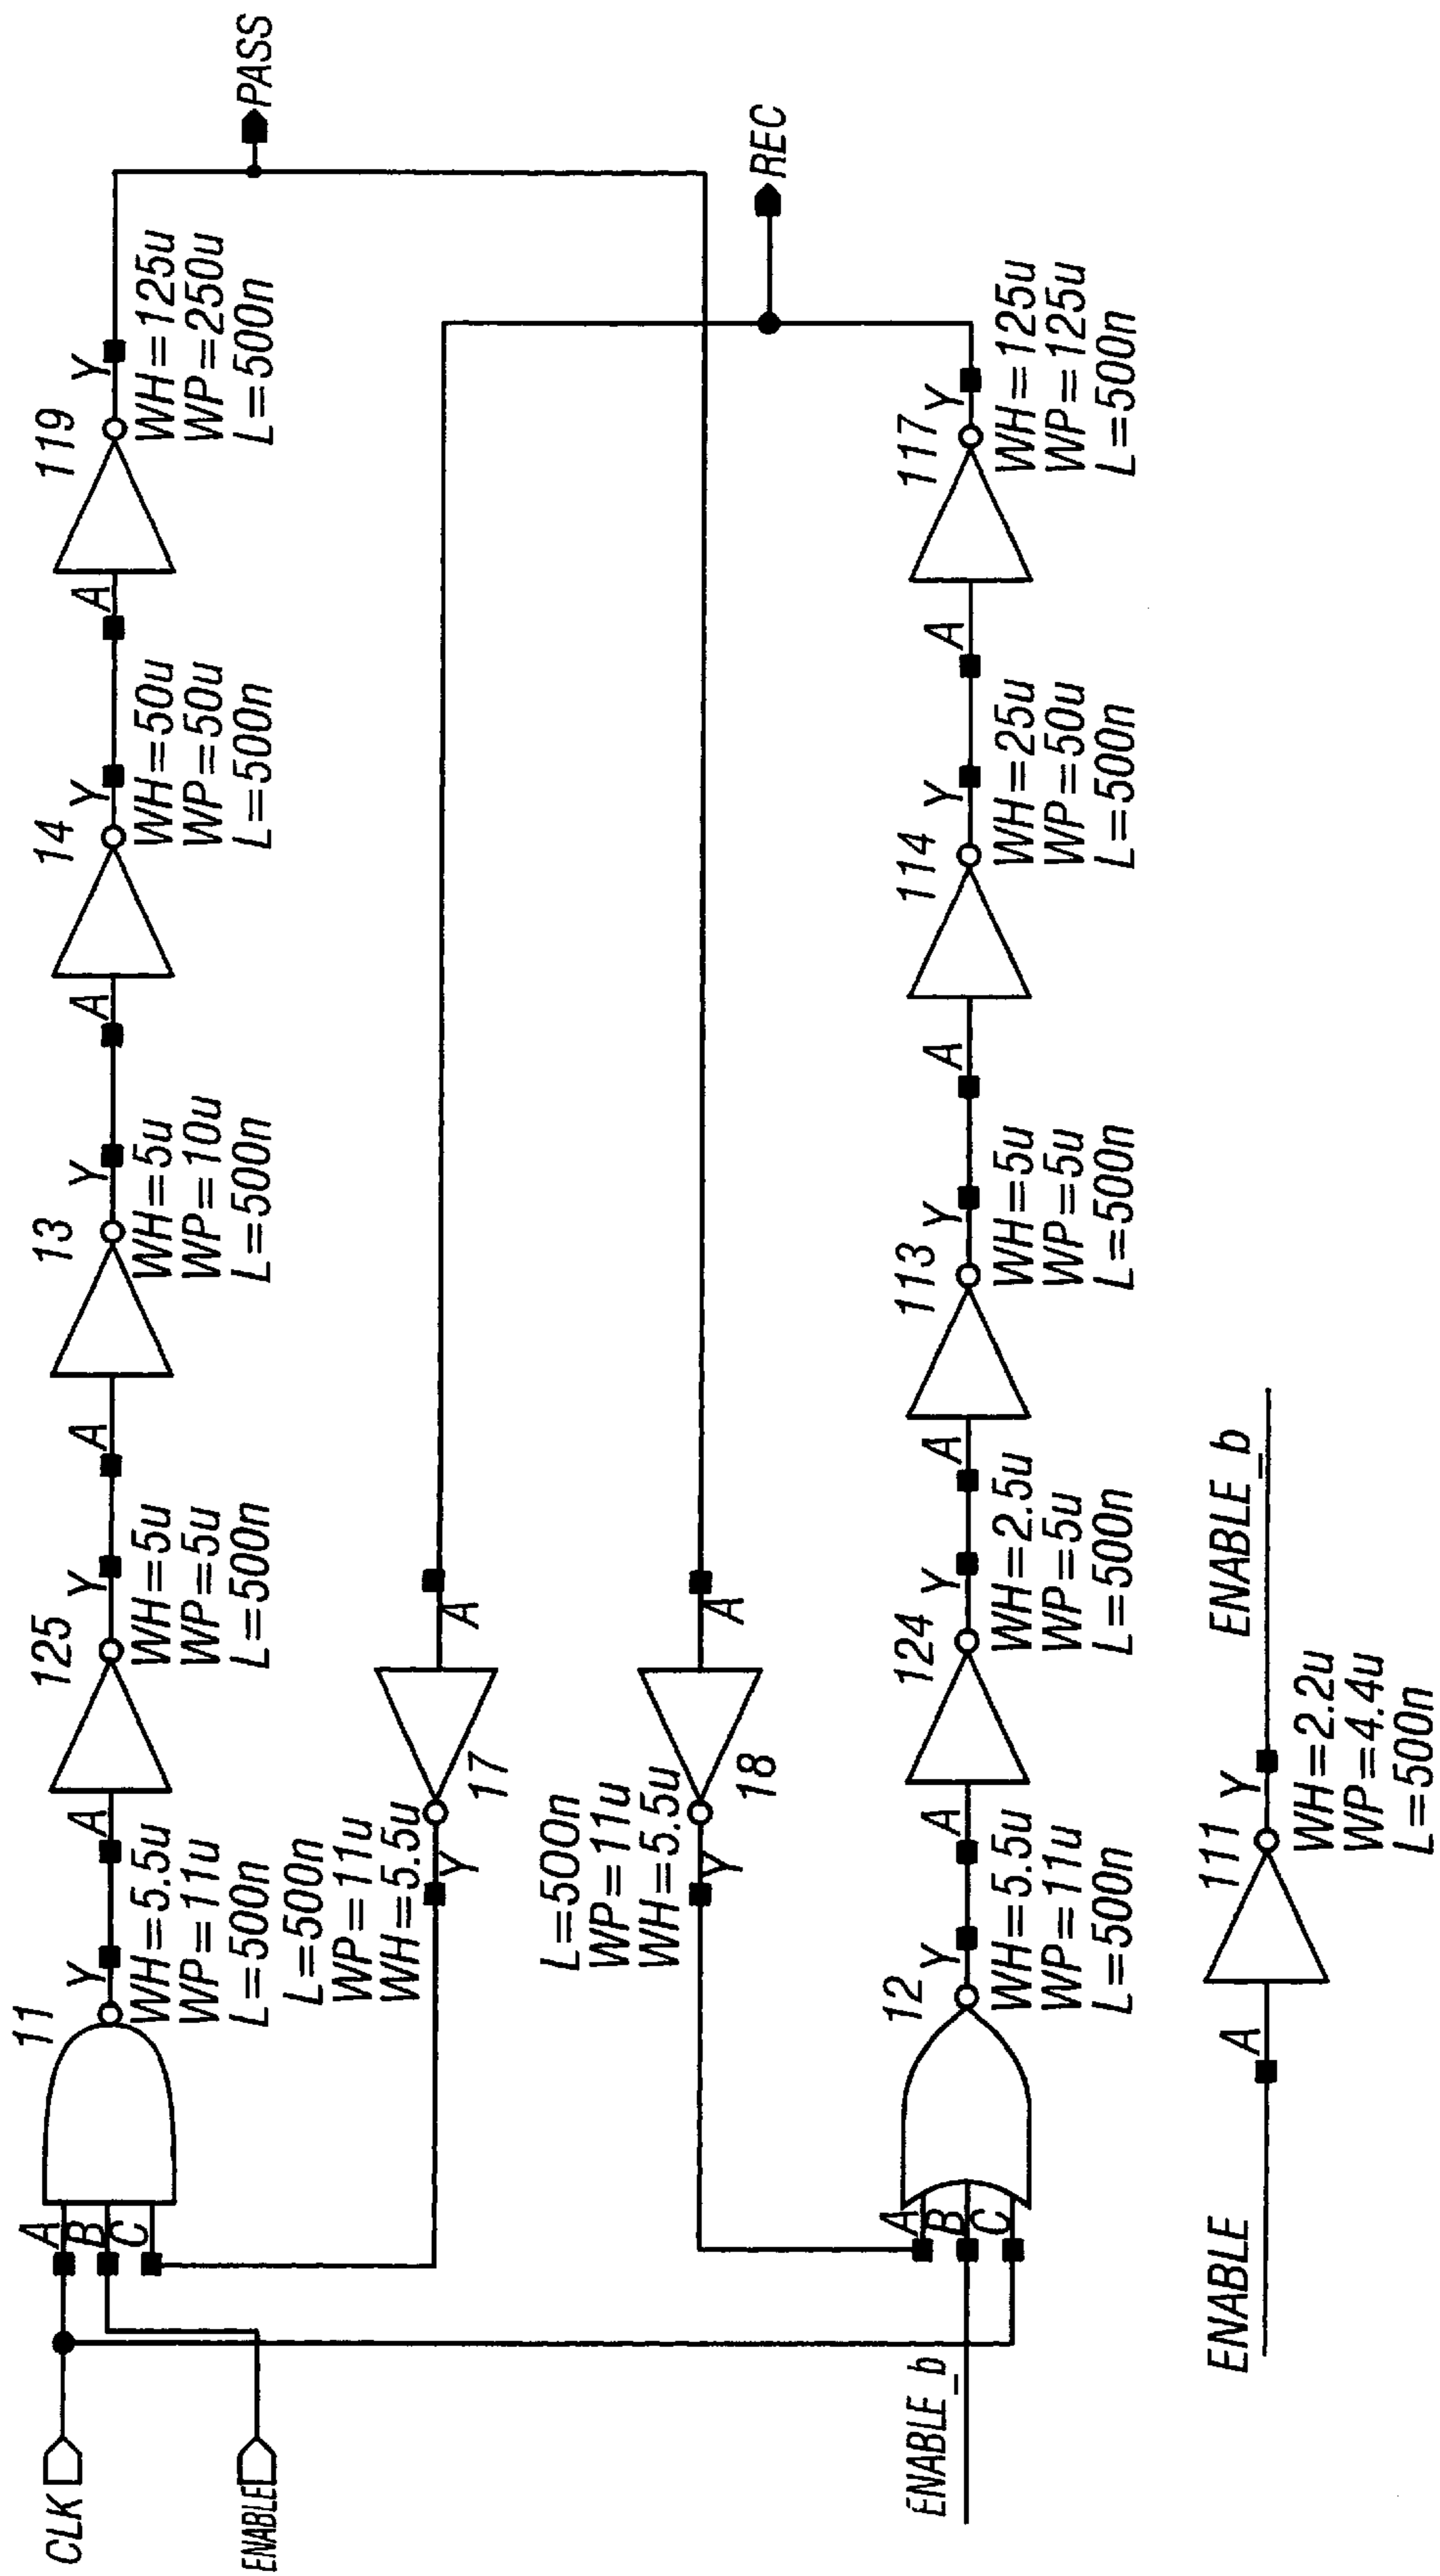 CLK
ENABLE
A
B
C
11
Y
WH=5.5u
WP=11u
L=500n
A
125
Y
WH=5u
WP=5u
L=500n
A
13
Y
WH=5u
WP=10u
L=500n
A
14
Y
WH=50u
WP=50u
L=500n
A
119
Y
WH=125u
WP=250u
L=500n
PASS
L=500n
WP=11u
WH=5.5u
Y
17
A
L=500n
WP=11u
WH=5.5u
Y
18
A
REC
ENABLE_b
A
B
C
12
Y
WH=5.5u
WP=11u
L=500n
A
124
Y
WH=2.5u
WP=5u
L=500n
A
113
Y
WH=5u
WP=5u
L=500n
A
114
Y
WH=25u
WP=50u
L=500n
A
117
Y
WH=125u
WP=125u
L=500n
ENABLE
A
111
Y
WH=2.2u
WP=4.4u
L=500n
ENABLE_b